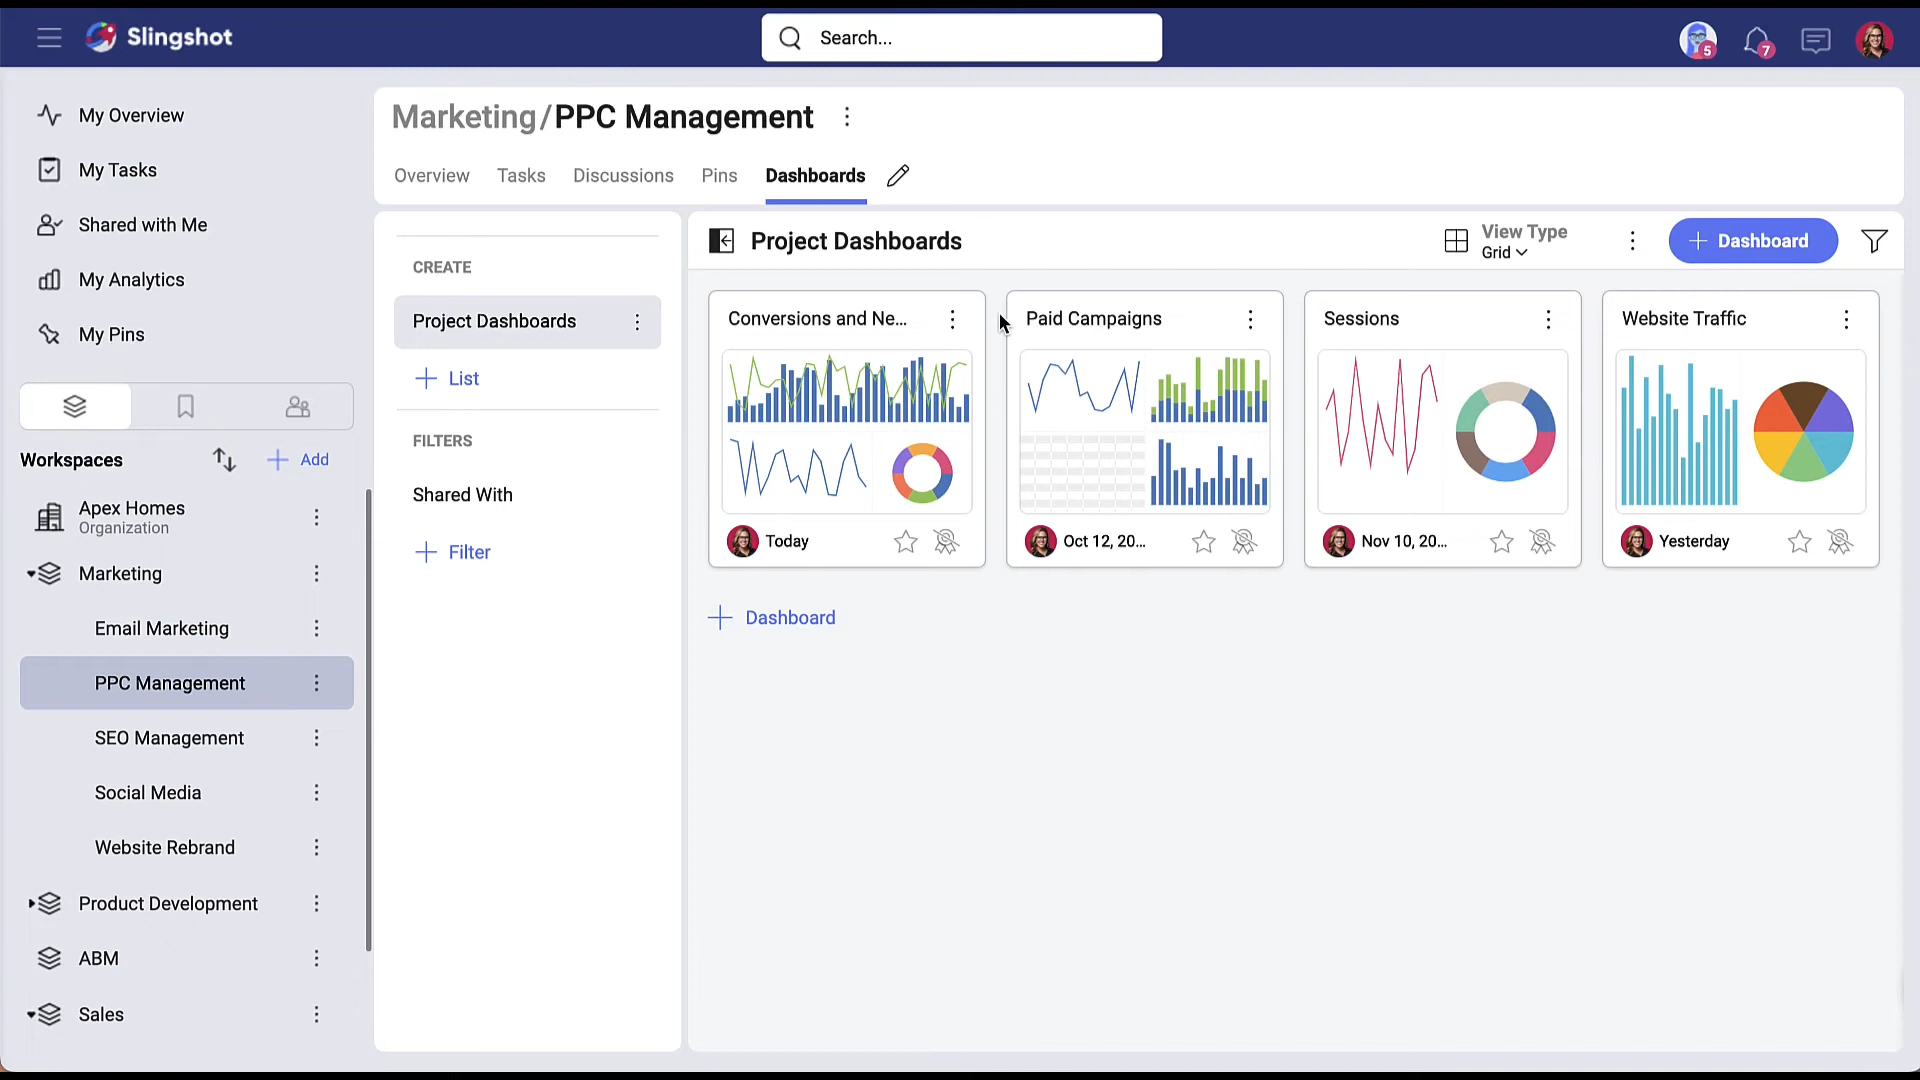 Slingshot
Search...
5
7
My Overview
My Tasks
Shared with Me
My Analytics
My Pins
Workspaces
Add
Apex Homes
Organization
Marketing
Email Marketing
PPC Management
SEO Management
Social Media
Website Rebrand
Product Development
ABM
Sales
Marketing/PPC Management
Overview
Tasks
Discussions
Pins
Dashboards
CREATE
Project Dashboards
List
FILTERS
Shared With
Filter
Project Dashboards
View Type
Grid
Dashboard
Conversions and Ne...
Today
Paid Campaigns
Oct 12, 20...
Sessions
Nov 10, 20...
Website Traffic
Yesterday
Dashboard